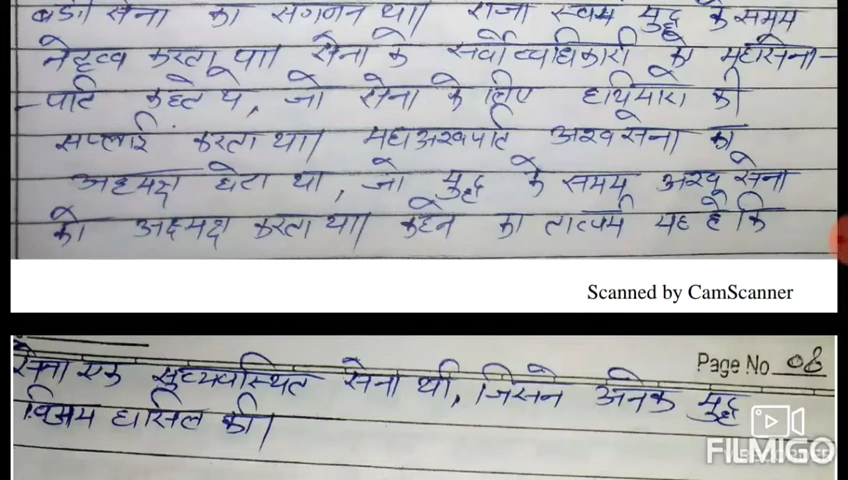 बडी सेना का संगठन था। राजा स्वयं युद्ध के समय
नेतृत्व करता था। सेना के सर्वोच्चाधिकारी को महासेना-
-पति कहते थे, जो सेना के लिए हथियारों की
सप्लाई करता था। महाअश्वपति अश्व सेना का
अध्यक्ष होता था, जो युद्ध के समय अश्व सेना
को अध्यक्ष करता था। कहने का तात्पर्य यह है कि
Scanned by CamScanner
Page No 08
सेना एक सुव्यवस्थित सेना थी, जिसने अनेक युद्ध
विजय हासिल की।
FILMIGO